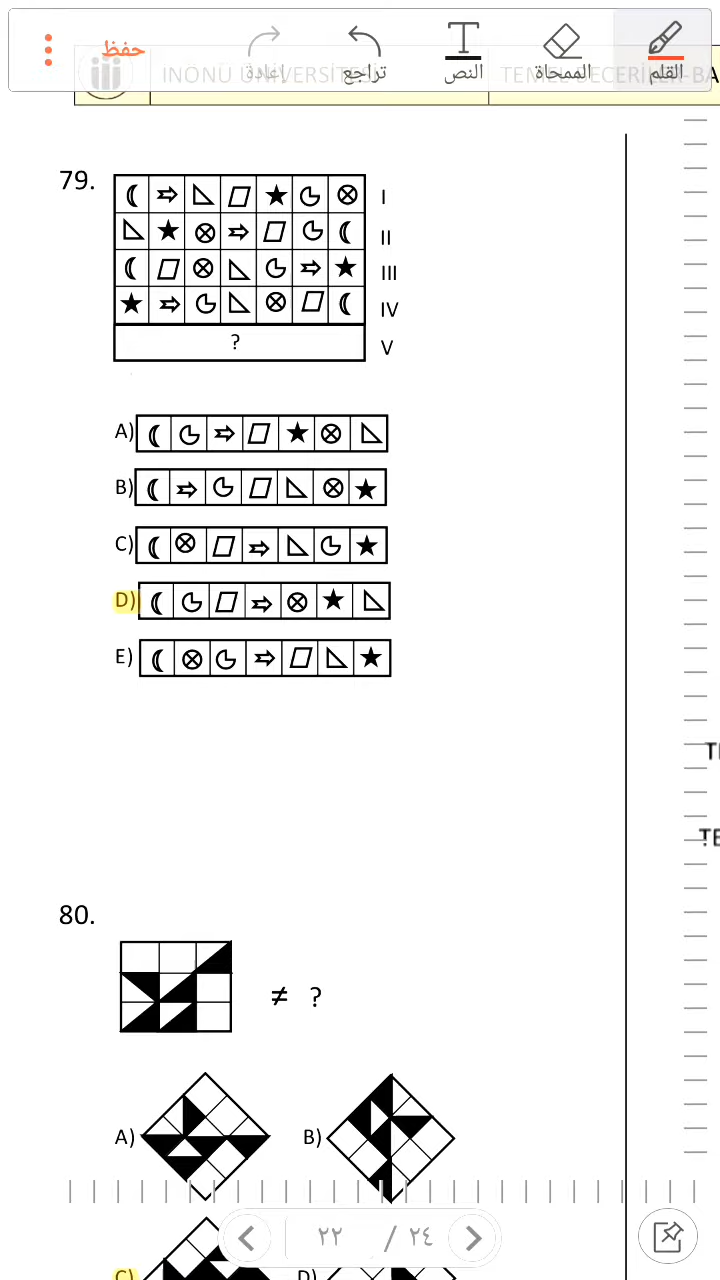 حفظ
إعادة
تراجع
النص
الممحاة
القلم
İNÖNÜ ÜNİVERSİTESİ
TEMEL BECERİLER-BA
79.
I
II
III
IV
? V
A)
B)
C)
D)
E)
80.
≠ ?
A) B)
C) D)
٢٢ / ٢٤